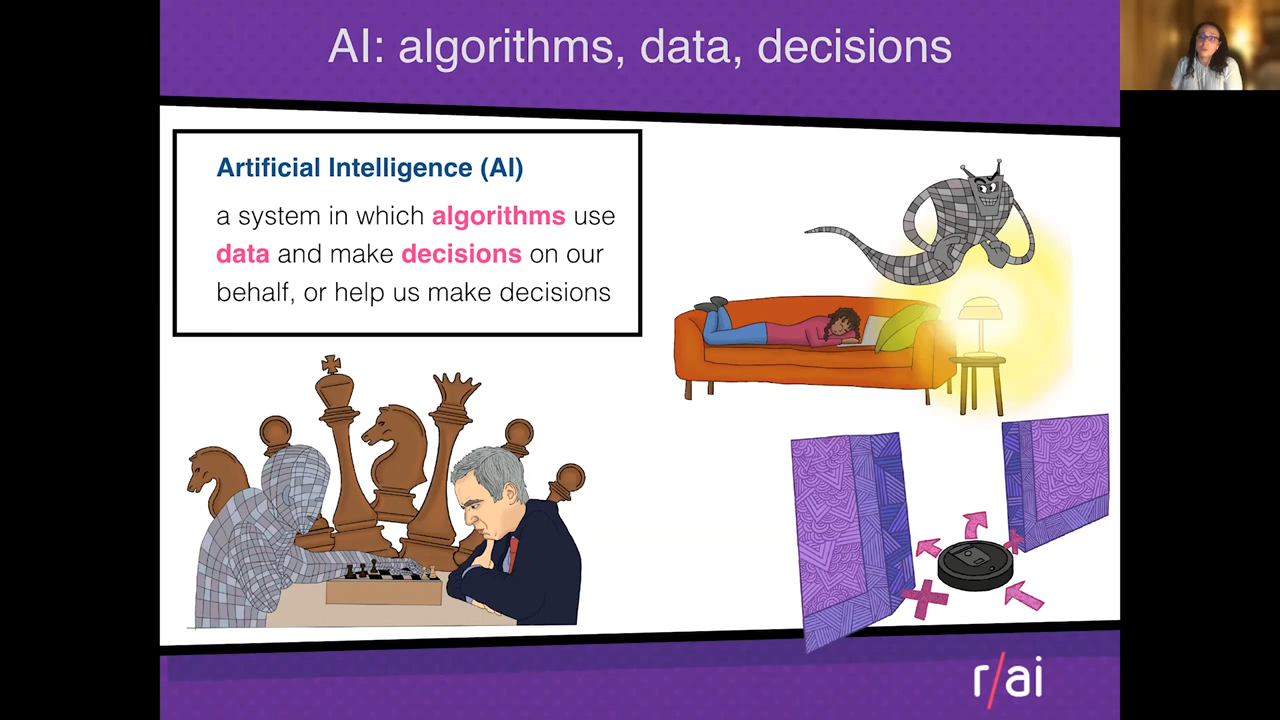 AI: algorithms, data, decisions
Artificial Intelligence (AI)
a system in which algorithms use
data and make decisions on our
behalf, or help us make decisions
r/ai